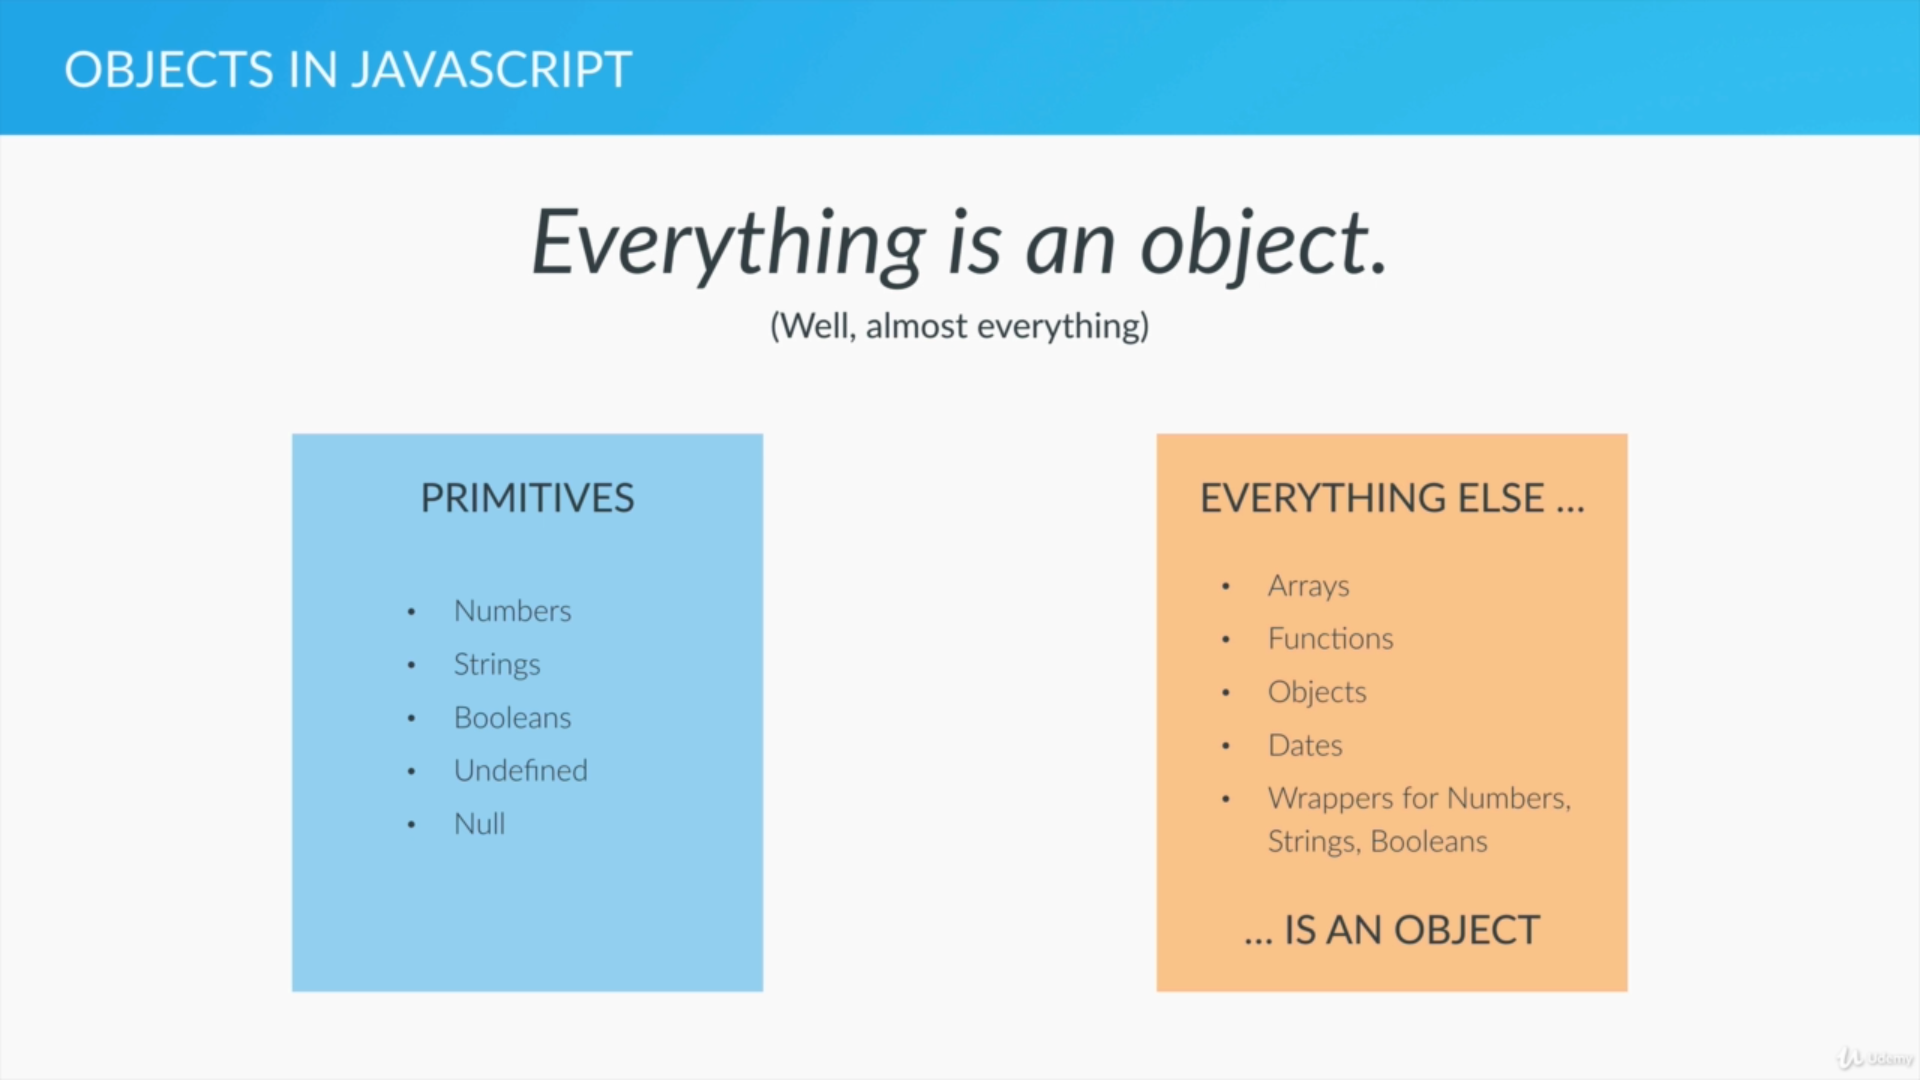 OBJECTS IN JAVASCRIPT
Everything is an object.
(Well, almost everything)
PRIMITIVES
• Numbers
• Strings
• Booleans
• Undefined
• Null
EVERYTHING ELSE ...
• Arrays
• Functions
• Objects
• Dates
• Wrappers for Numbers,
Strings, Booleans
... IS AN OBJECT
Udemy